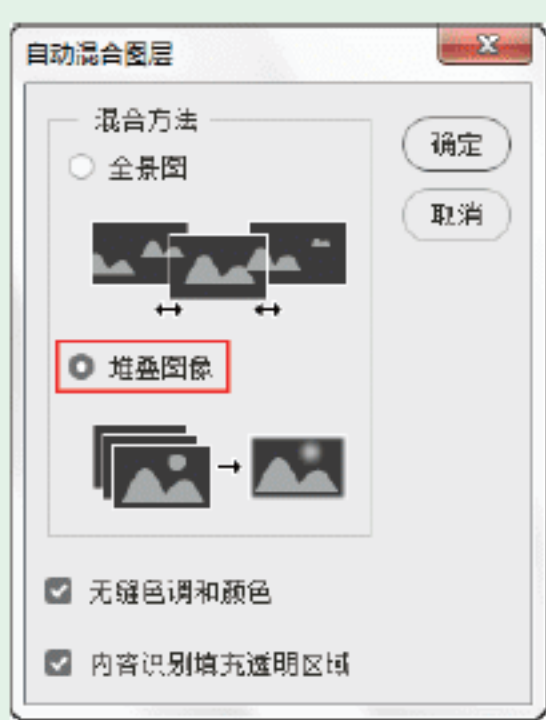 自动混合图层
混合方法
确定
全景图
取消
堆叠图像
无缝色调和颜色
内容识别填充透明区域